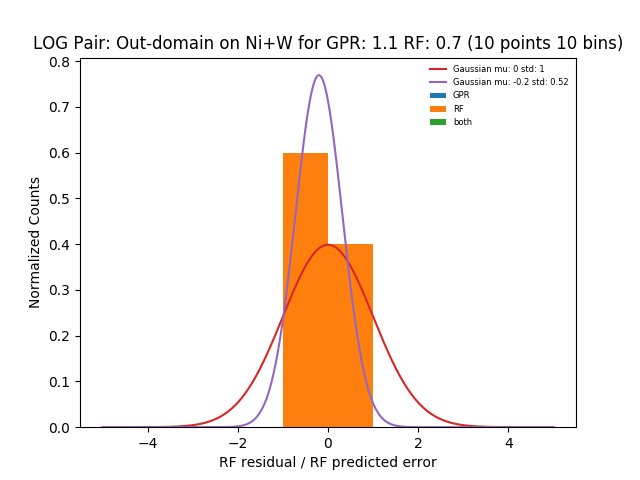 LOG Pair: Out-domain on Ni+W for GPR: 1.1 RF: 0.7 (10 points 10 bins)
Gaussian mu: 0 std: 1
Gaussian mu: -0.2 std: 0.52
GPR
RF
both
Normalized Counts
0.8
0.7
0.6
0.5
0.4
0.3
0.2
0.1
0.0
−4 −2 0 2 4
RF residual / RF predicted error